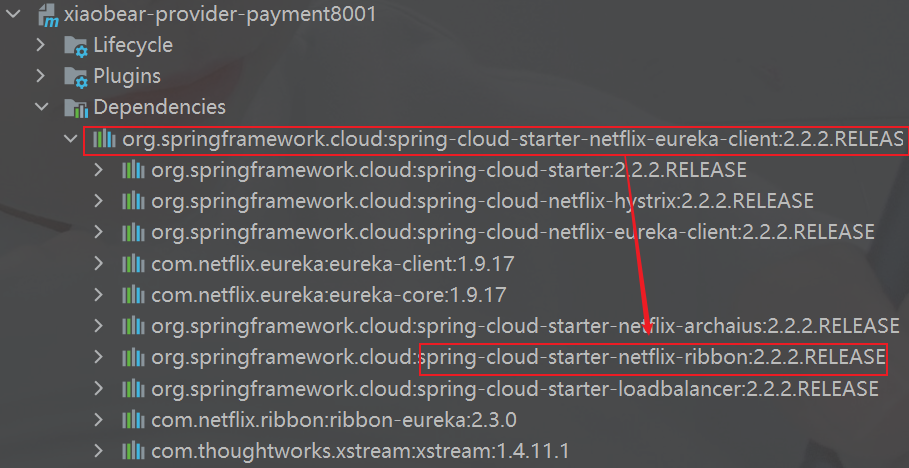 xiaobear-provider-payment8001
Lifecycle
Plugins
Dependencies
org.springframework.cloud:spring-cloud-starter-netflix-eureka-client:2.2.2.RELEAS
org.springframework.cloud:spring-cloud-starter:2.2.2.RELEASE
org.springframework.cloud:spring-cloud-netflix-hystrix:2.2.2.RELEASE
org.springframework.cloud:spring-cloud-netflix-eureka-client:2.2.2.RELEASE
com.netflix.eureka:eureka-client:1.9.17
com.netflix.eureka:eureka-core:1.9.17
org.springframework.cloud:spring-cloud-starter-netflix-archaius:2.2.2.RELEASE
org.springframework.cloud:spring-cloud-starter-netflix-ribbon:2.2.2.RELEASE
org.springframework.cloud:spring-cloud-starter-loadbalancer:2.2.2.RELEASE
com.netflix.ribbon:ribbon-eureka:2.3.0
com.thoughtworks.xstream:xstream:1.4.11.1